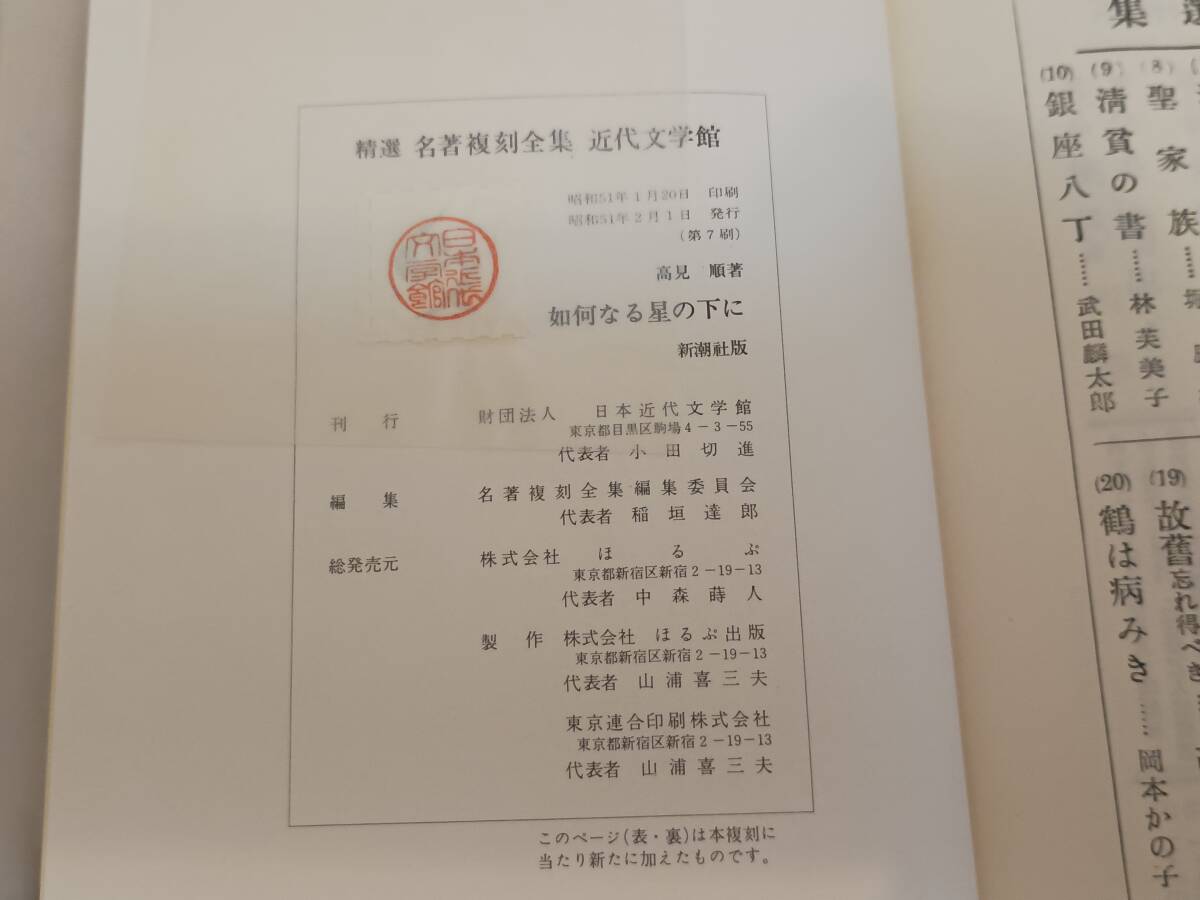 精選 名著複刻全集 近代文学館
昭和51年1月20日 印刷
昭和51年2月1日 発行
(第7刷)
日本近代文学館
高見 順著
如何なる星の下に
新潮社版
刊行 財団法人 日本近代文学館
東京都目黒区駒場4-3-55
代表者 小田切進
編集 名著複刻全集編集委員会
代表者 稲垣達郎
総発売元 株式会社 ほるぷ
東京都新宿区新宿2-19-13
代表者 中森蒔人
製作 株式会社 ほるぷ出版
東京都新宿区新宿2-19-13
代表者 山浦喜三夫
東京連合印刷株式会社
東京都新宿区新宿2-19-13
代表者 山浦喜三夫
このページ(表・裏)は本複刻に
当たり新たに加えたものです。
選集
(8) 聖家族……堀
(9) 清貧の書……林芙美子
(10) 銀座八丁……武田麟太郎
(19) 故舊忘れ得べき
(20) 鶴は病みき……岡本かの子